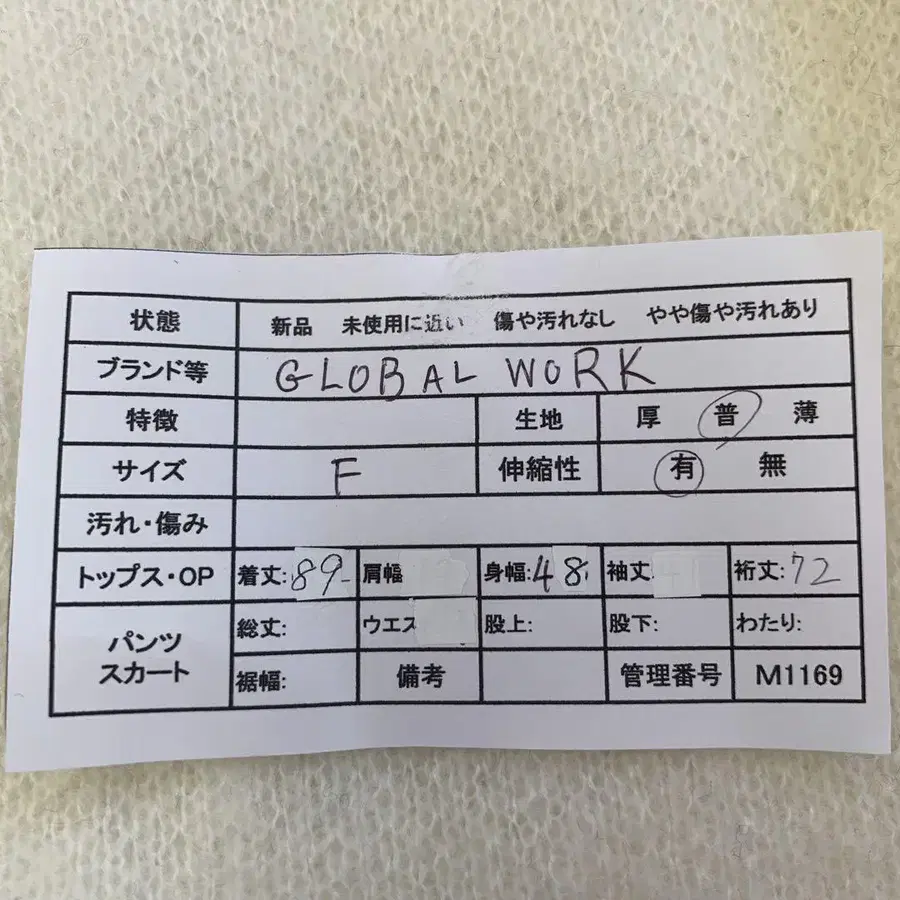 状態 新品 未使用に近い 傷や汚れなし やや傷や汚れあり
ブランド等 GLOBAL WORK
特徴 生地 厚 普 薄
サイズ F 伸縮性 有 無
汚れ・傷み
トップス・OP 着丈:89 肩幅 身幅:48 袖丈 裄丈:72
パンツ スカート 総丈: ウエス 股上: 股下: わたり:
裾幅: 備考 管理番号 M1169